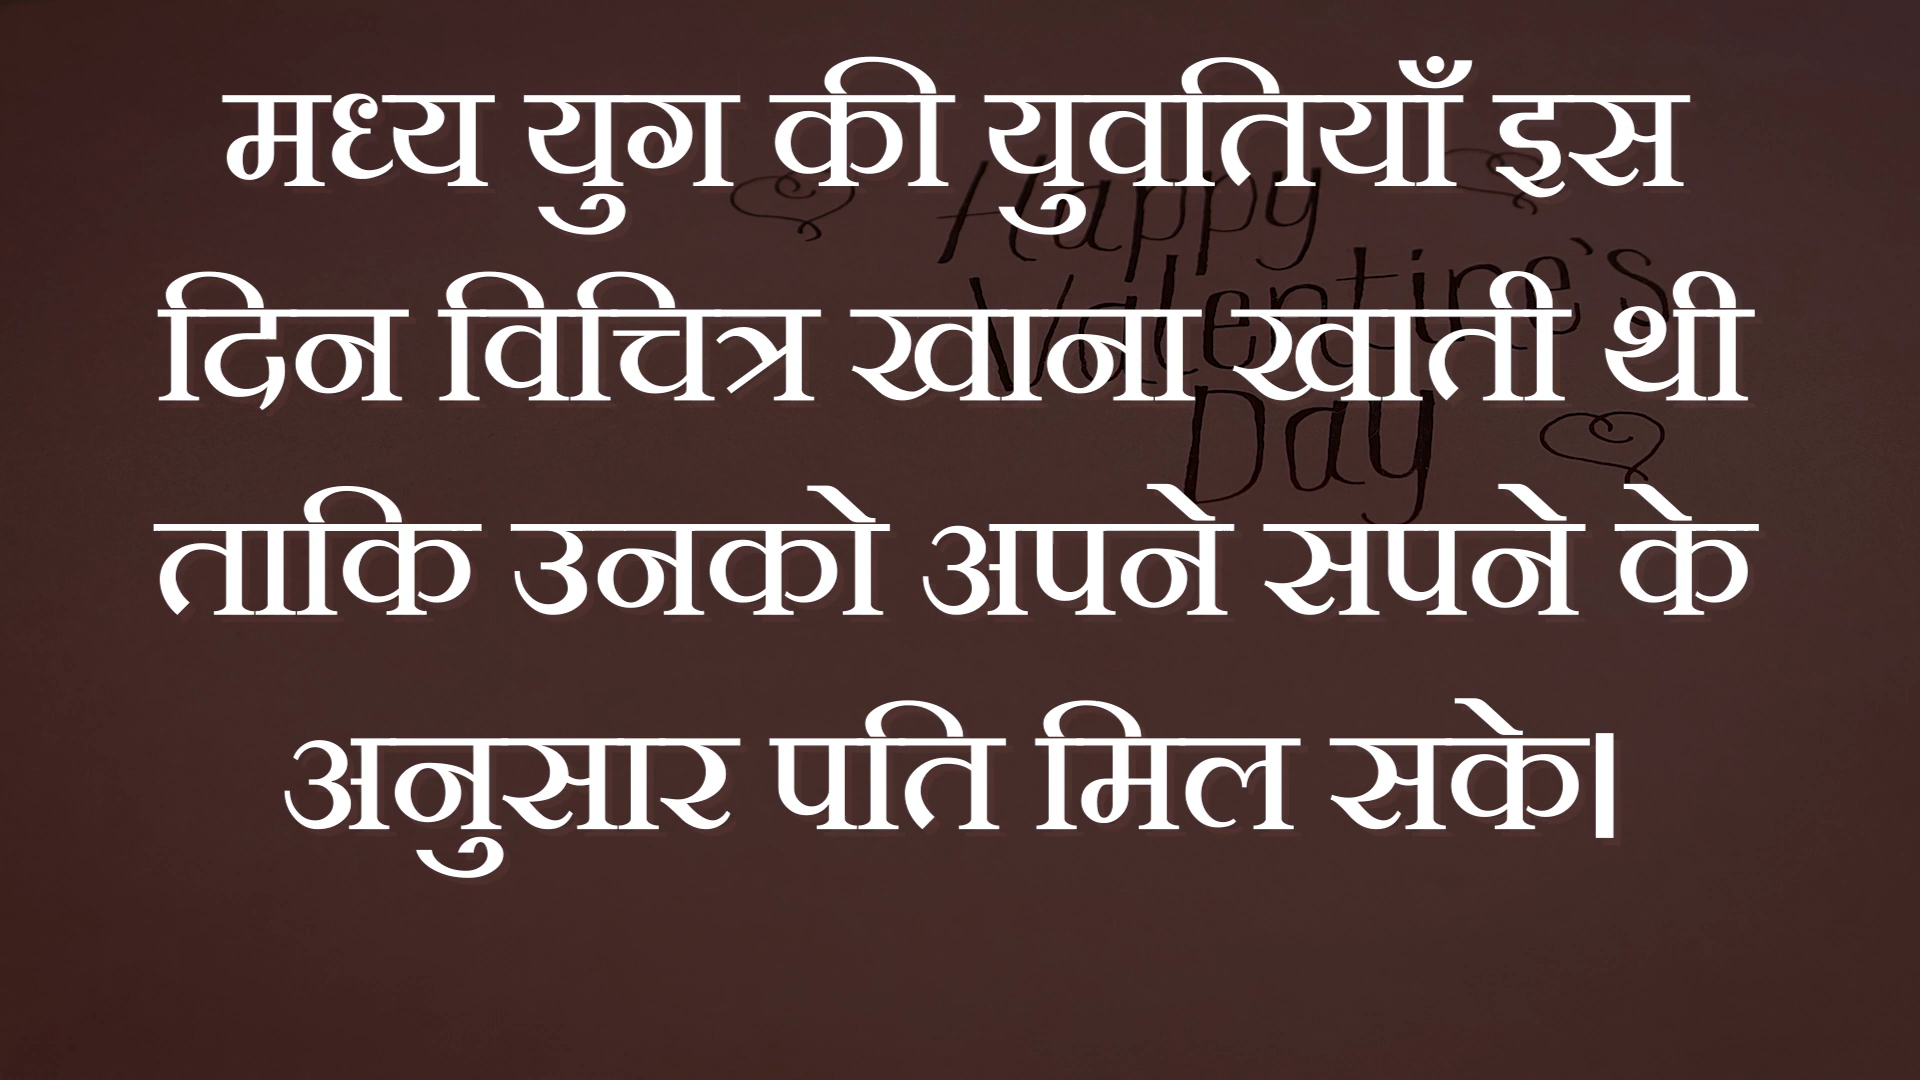 मध्य युग की युवतियाँ इस
दिन विचित्र खाना खाती थी
ताकि उनको अपने सपने के
अनुसार पति मिल सके।
Happy
Valentine's
Day